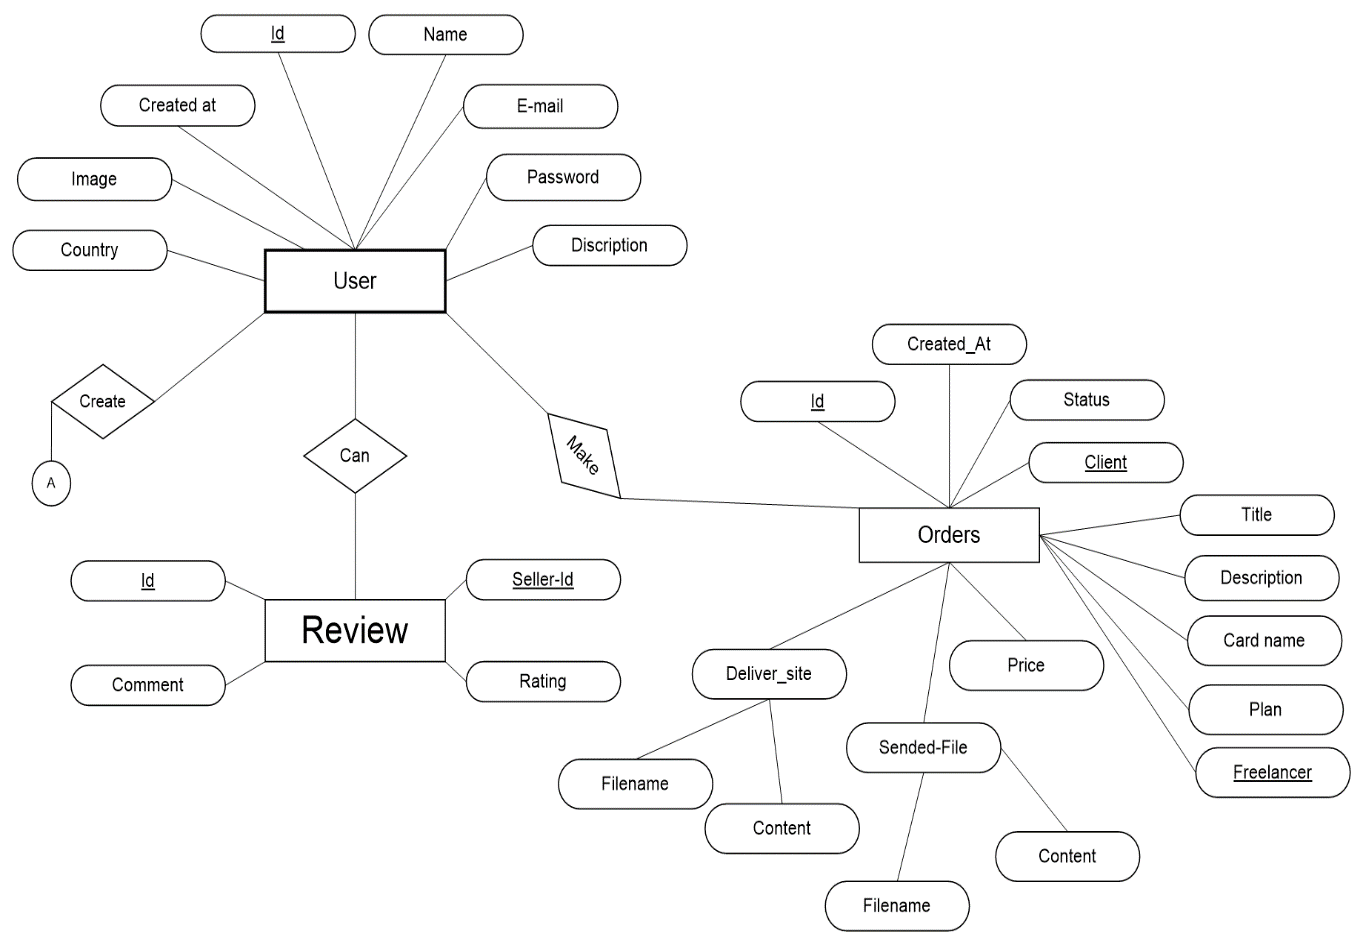 Id
Name
Created at
E-mail
Image
Password
Country
Discription
User
Create
A
Can
Make
Created_At
Id
Status
Client
Orders
Title
Description
Card name
Plan
Freelancer
Id
Seller-Id
Review
Comment
Rating
Deliver_site
Price
Sended-File
Filename
Content
Content
Filename